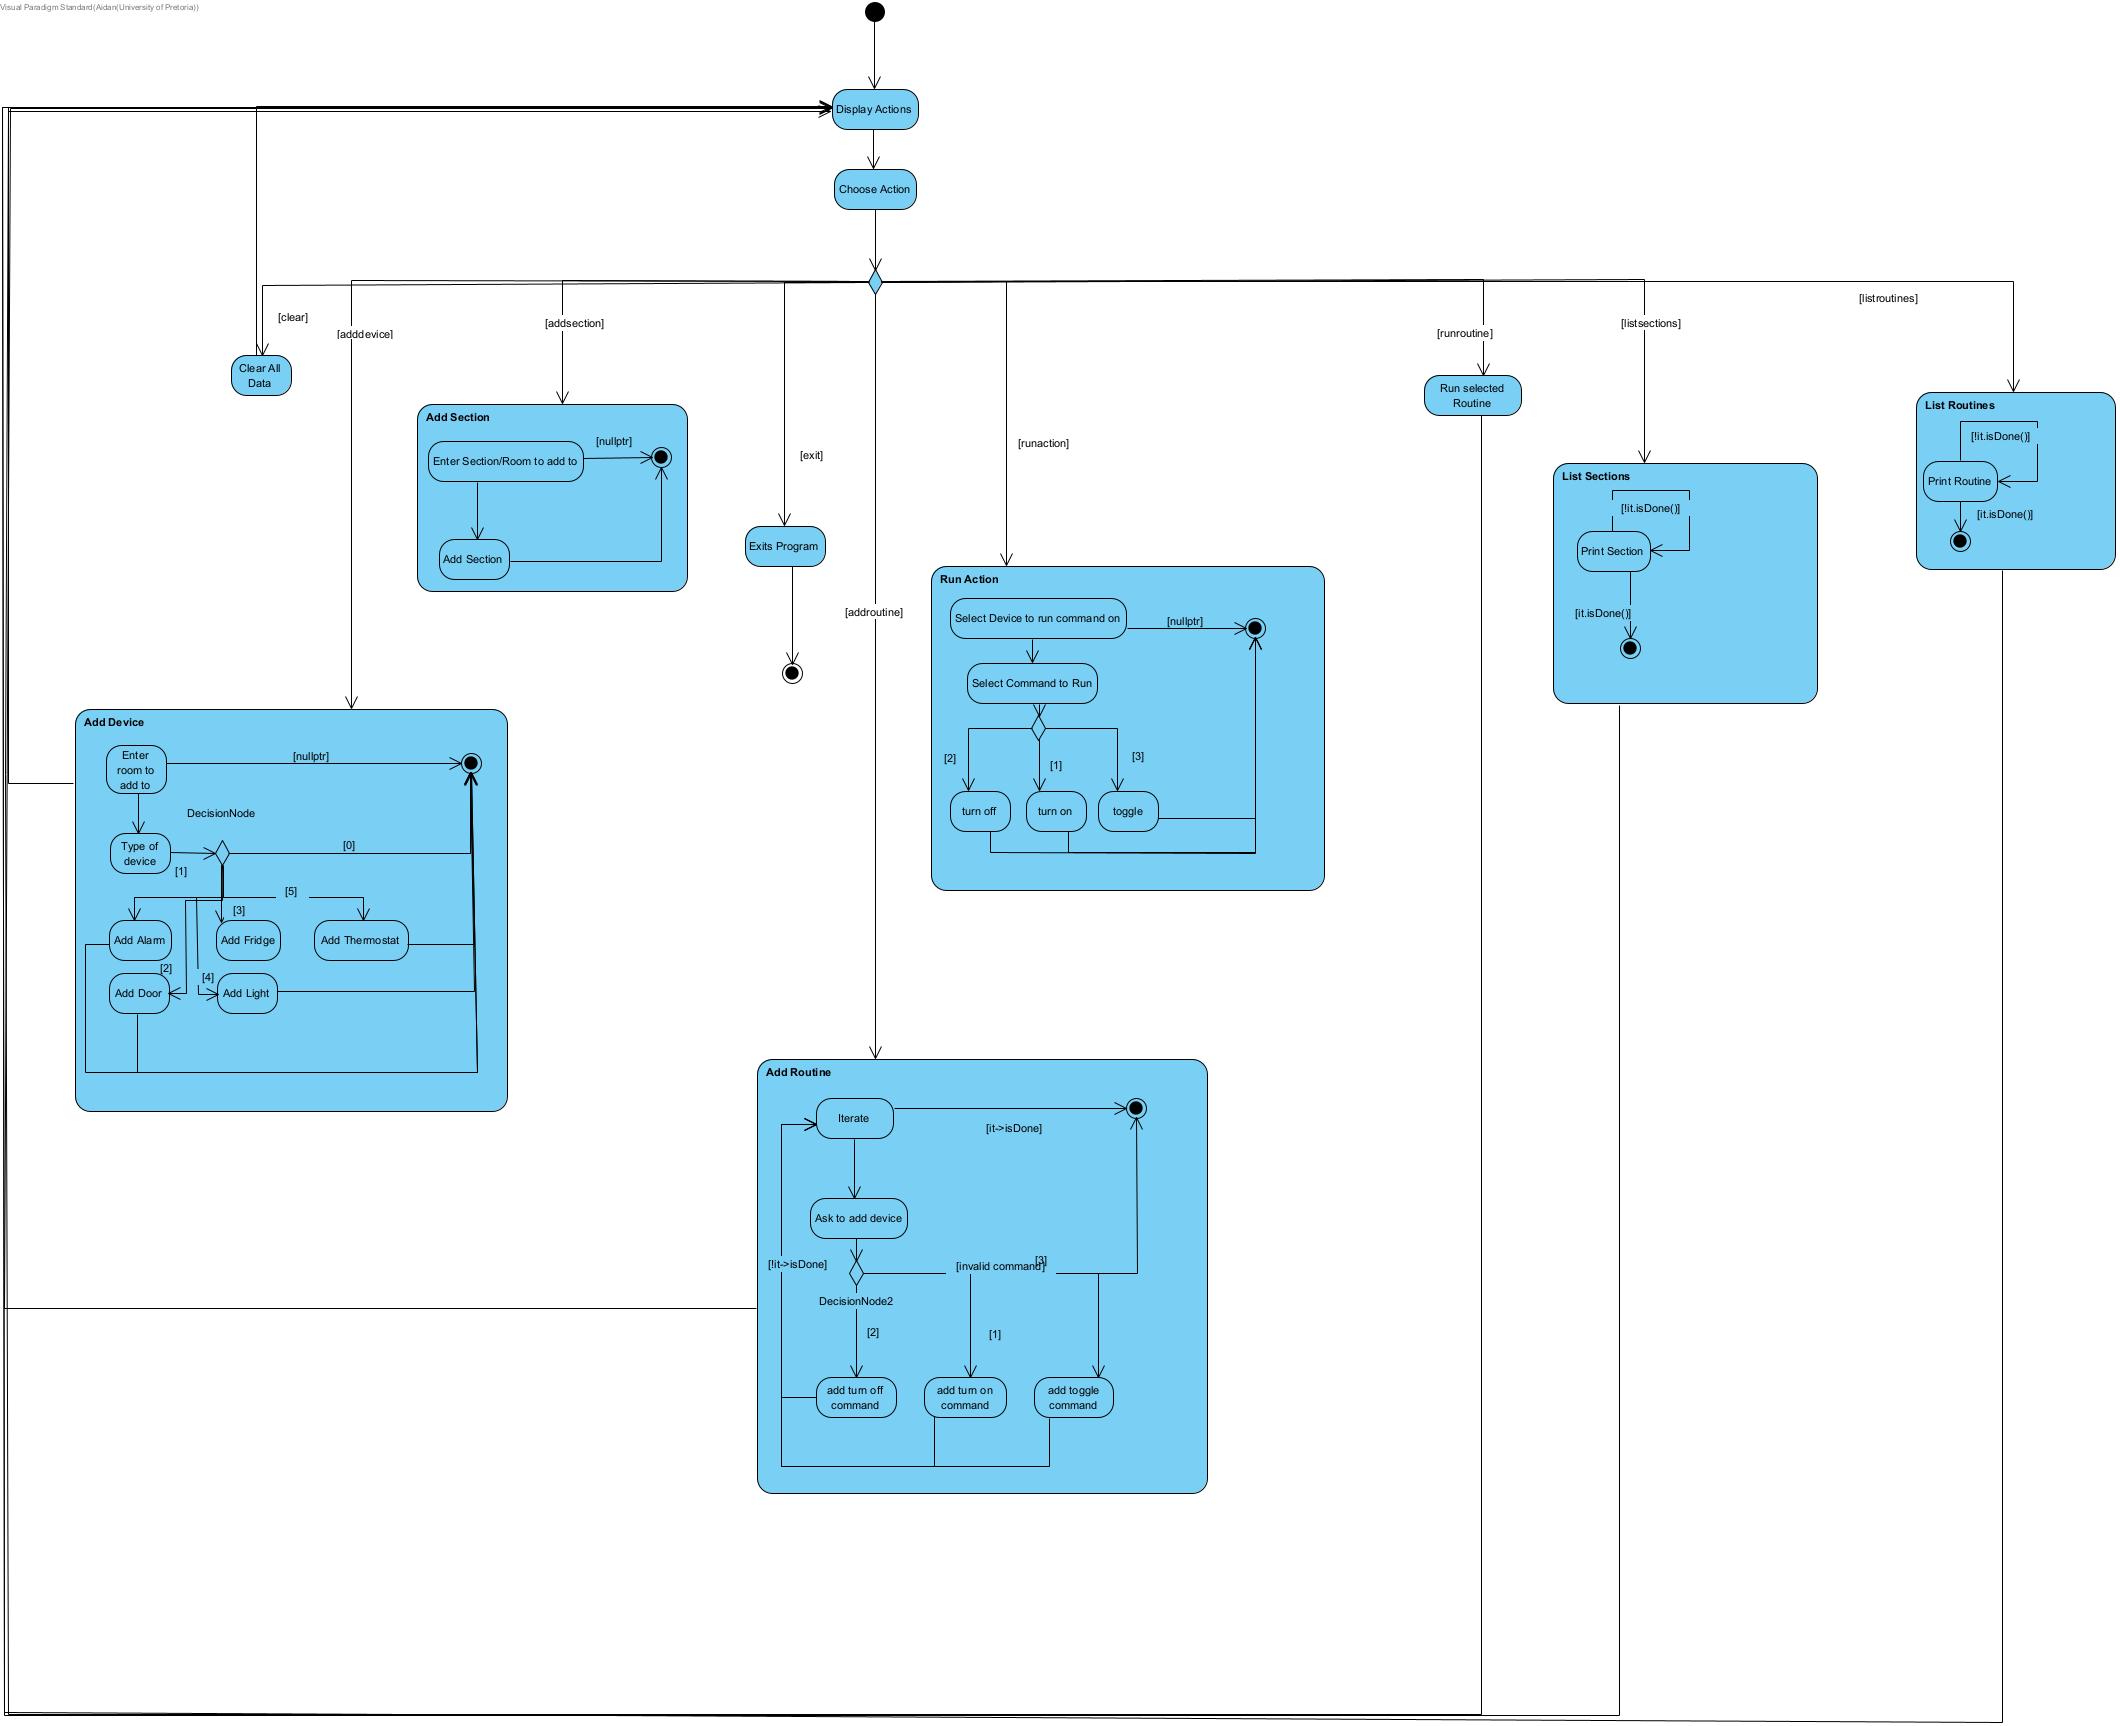 Visual Paradigm Standard(Aidan(University of Pretoria))
Display Actions
Choose Action
[clear]
[adddevice]
[addsection]
[exit]
[addroutine]
[runaction]
[runroutine]
[listsections]
[listroutines]
Clear All
Data
Add Section
Enter Section/Room to add to
[nullptr]
Add Section
Exits Program
Run selected
Routine
List Routines
[!it.isDone()]
Print Routine
[it.isDone()]
List Sections
[!it.isDone()]
Print Section
[it.isDone()]
Run Action
Select Device to run command on
[nullptr]
Select Command to Run
[2]
[1]
[3]
turn off
turn on
toggle
Add Device
Enter
room to
add to
[nullptr]
DecisionNode
Type of
device
[0]
[1]
[5]
[3]
Add Alarm
Add Fridge
Add Thermostat
[2]
[4]
Add Door
Add Light
Add Routine
Iterate
[it->isDone]
Ask to add device
[!it->isDone]
[invalid command]
[3]
DecisionNode2
[2]
[1]
add turn off
command
add turn on
command
add toggle
command